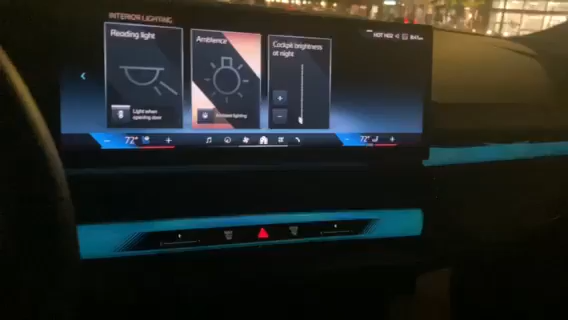 INTERIOR LIGHTING
Reading light
Ambience
Cockpit brightness
at night
Light when
opening door
Ambient lighting
+
-
- 72° +
72° +